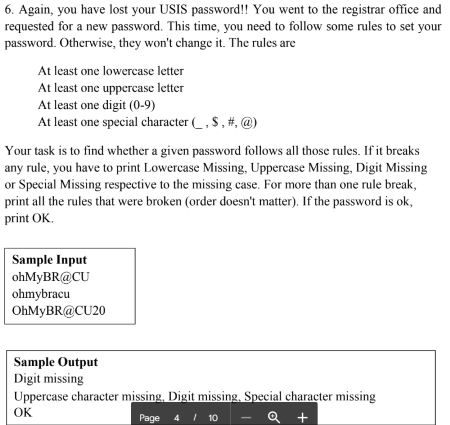 6. Again, you have lost your USIS password!! You went to the registrar office and
requested for a new password. This time, you need to follow some rules to set your
password. Otherwise, they won't change it. The rules are
At least one lowercase letter
At least one uppercase letter
At least one digit (0-9)
At least one special character (_ , $ , #, @)
Your task is to find whether a given password follows all those rules. If it breaks
any rule, you have to print Lowercase Missing, Uppercase Missing, Digit Missing
or Special Missing respective to the missing case. For more than one rule break,
print all the rules that were broken (order doesn't matter). If the password is ok,
print OK.
Sample Input
ohMyBR@CU
ohmybracu
OhMyBR@CU20
Sample Output
Digit missing
Uppercase character missing, Digit missing, Special character missing
OK
Page 4 / 10 — +